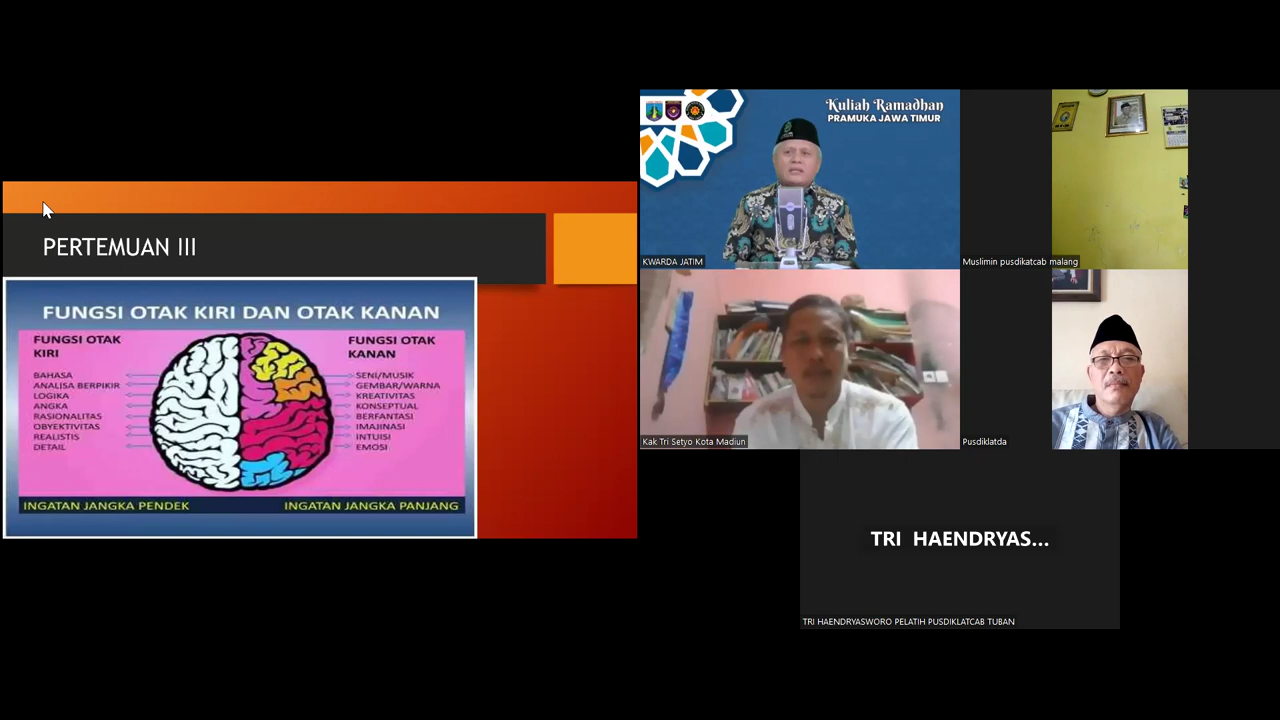 PERTEMUAN III
FUNGSI OTAK KIRI DAN OTAK KANAN
FUNGSI OTAK
KIRI
BAHASA
ANALISA BERPIKIR
LOGIKA
ANGKA
RASIONALITAS
OBYEKTIVITAS
REALISTIS
DETAIL
FUNGSI OTAK
KANAN
SENI/MUSIK
GEMBAR/WARNA
KREATIVITAS
KONSEPTUAL
BERFANTASI
IMAJINASI
INTUISI
EMOSI
INGATAN JANGKA PENDEK
INGATAN JANGKA PANJANG
Kuliah Ramadhan
PRAMUKA JAWA TIMUR
KWARDA JATIM
Muslimin pusdikatcab malang
Kak Tri Setyo Kota Madiun
Pusdiklatda
TRI HAENDRYAS...
TRI HAENDRYASWORO PELATIH PUSDIKLATCAB TUBAN